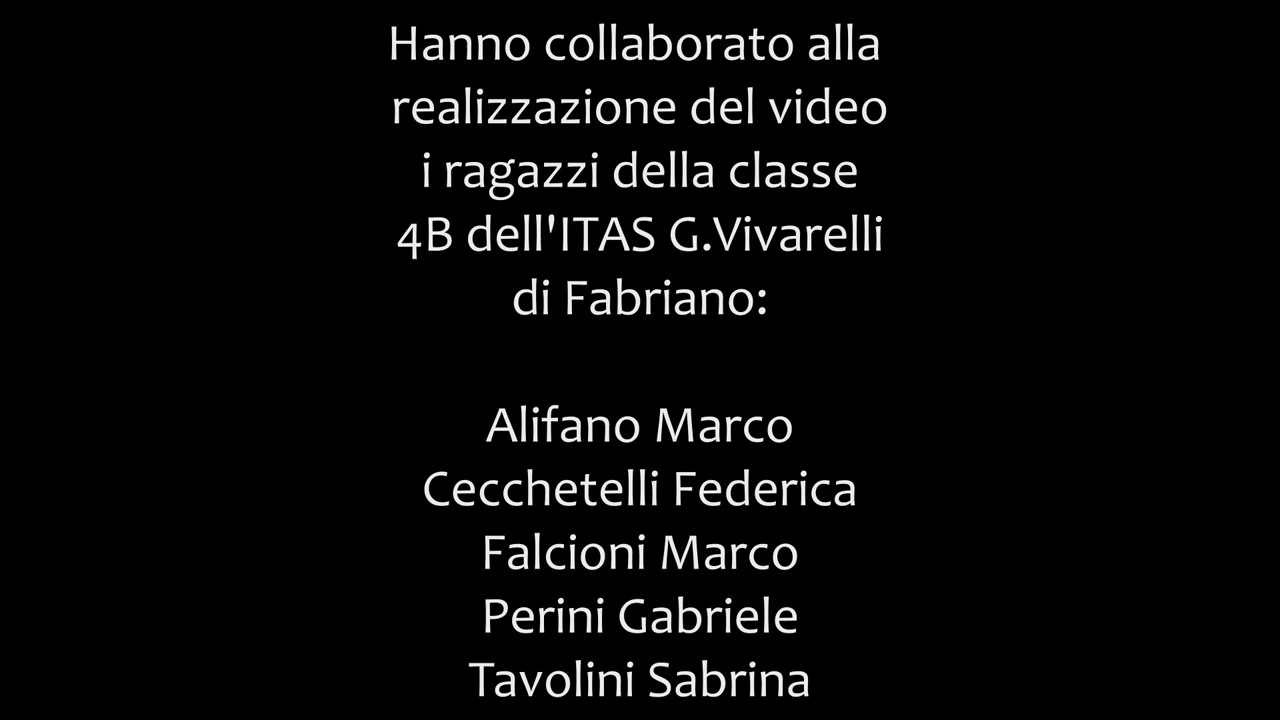 Hanno collaborato alla
realizzazione del video
i ragazzi della classe
4B dell'ITAS G.Vivarelli
di Fabriano:
Alifano Marco
Cecchetelli Federica
Falcioni Marco
Perini Gabriele
Tavolini Sabrina